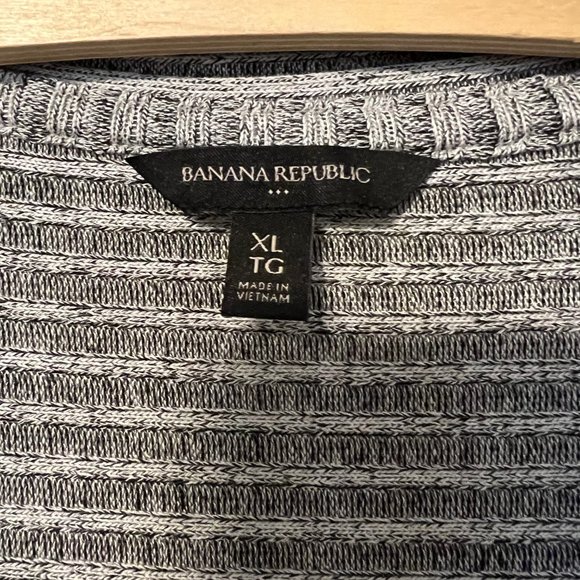 BANANA REPUBLIC
XL
TG
MADE IN
VIETNAM